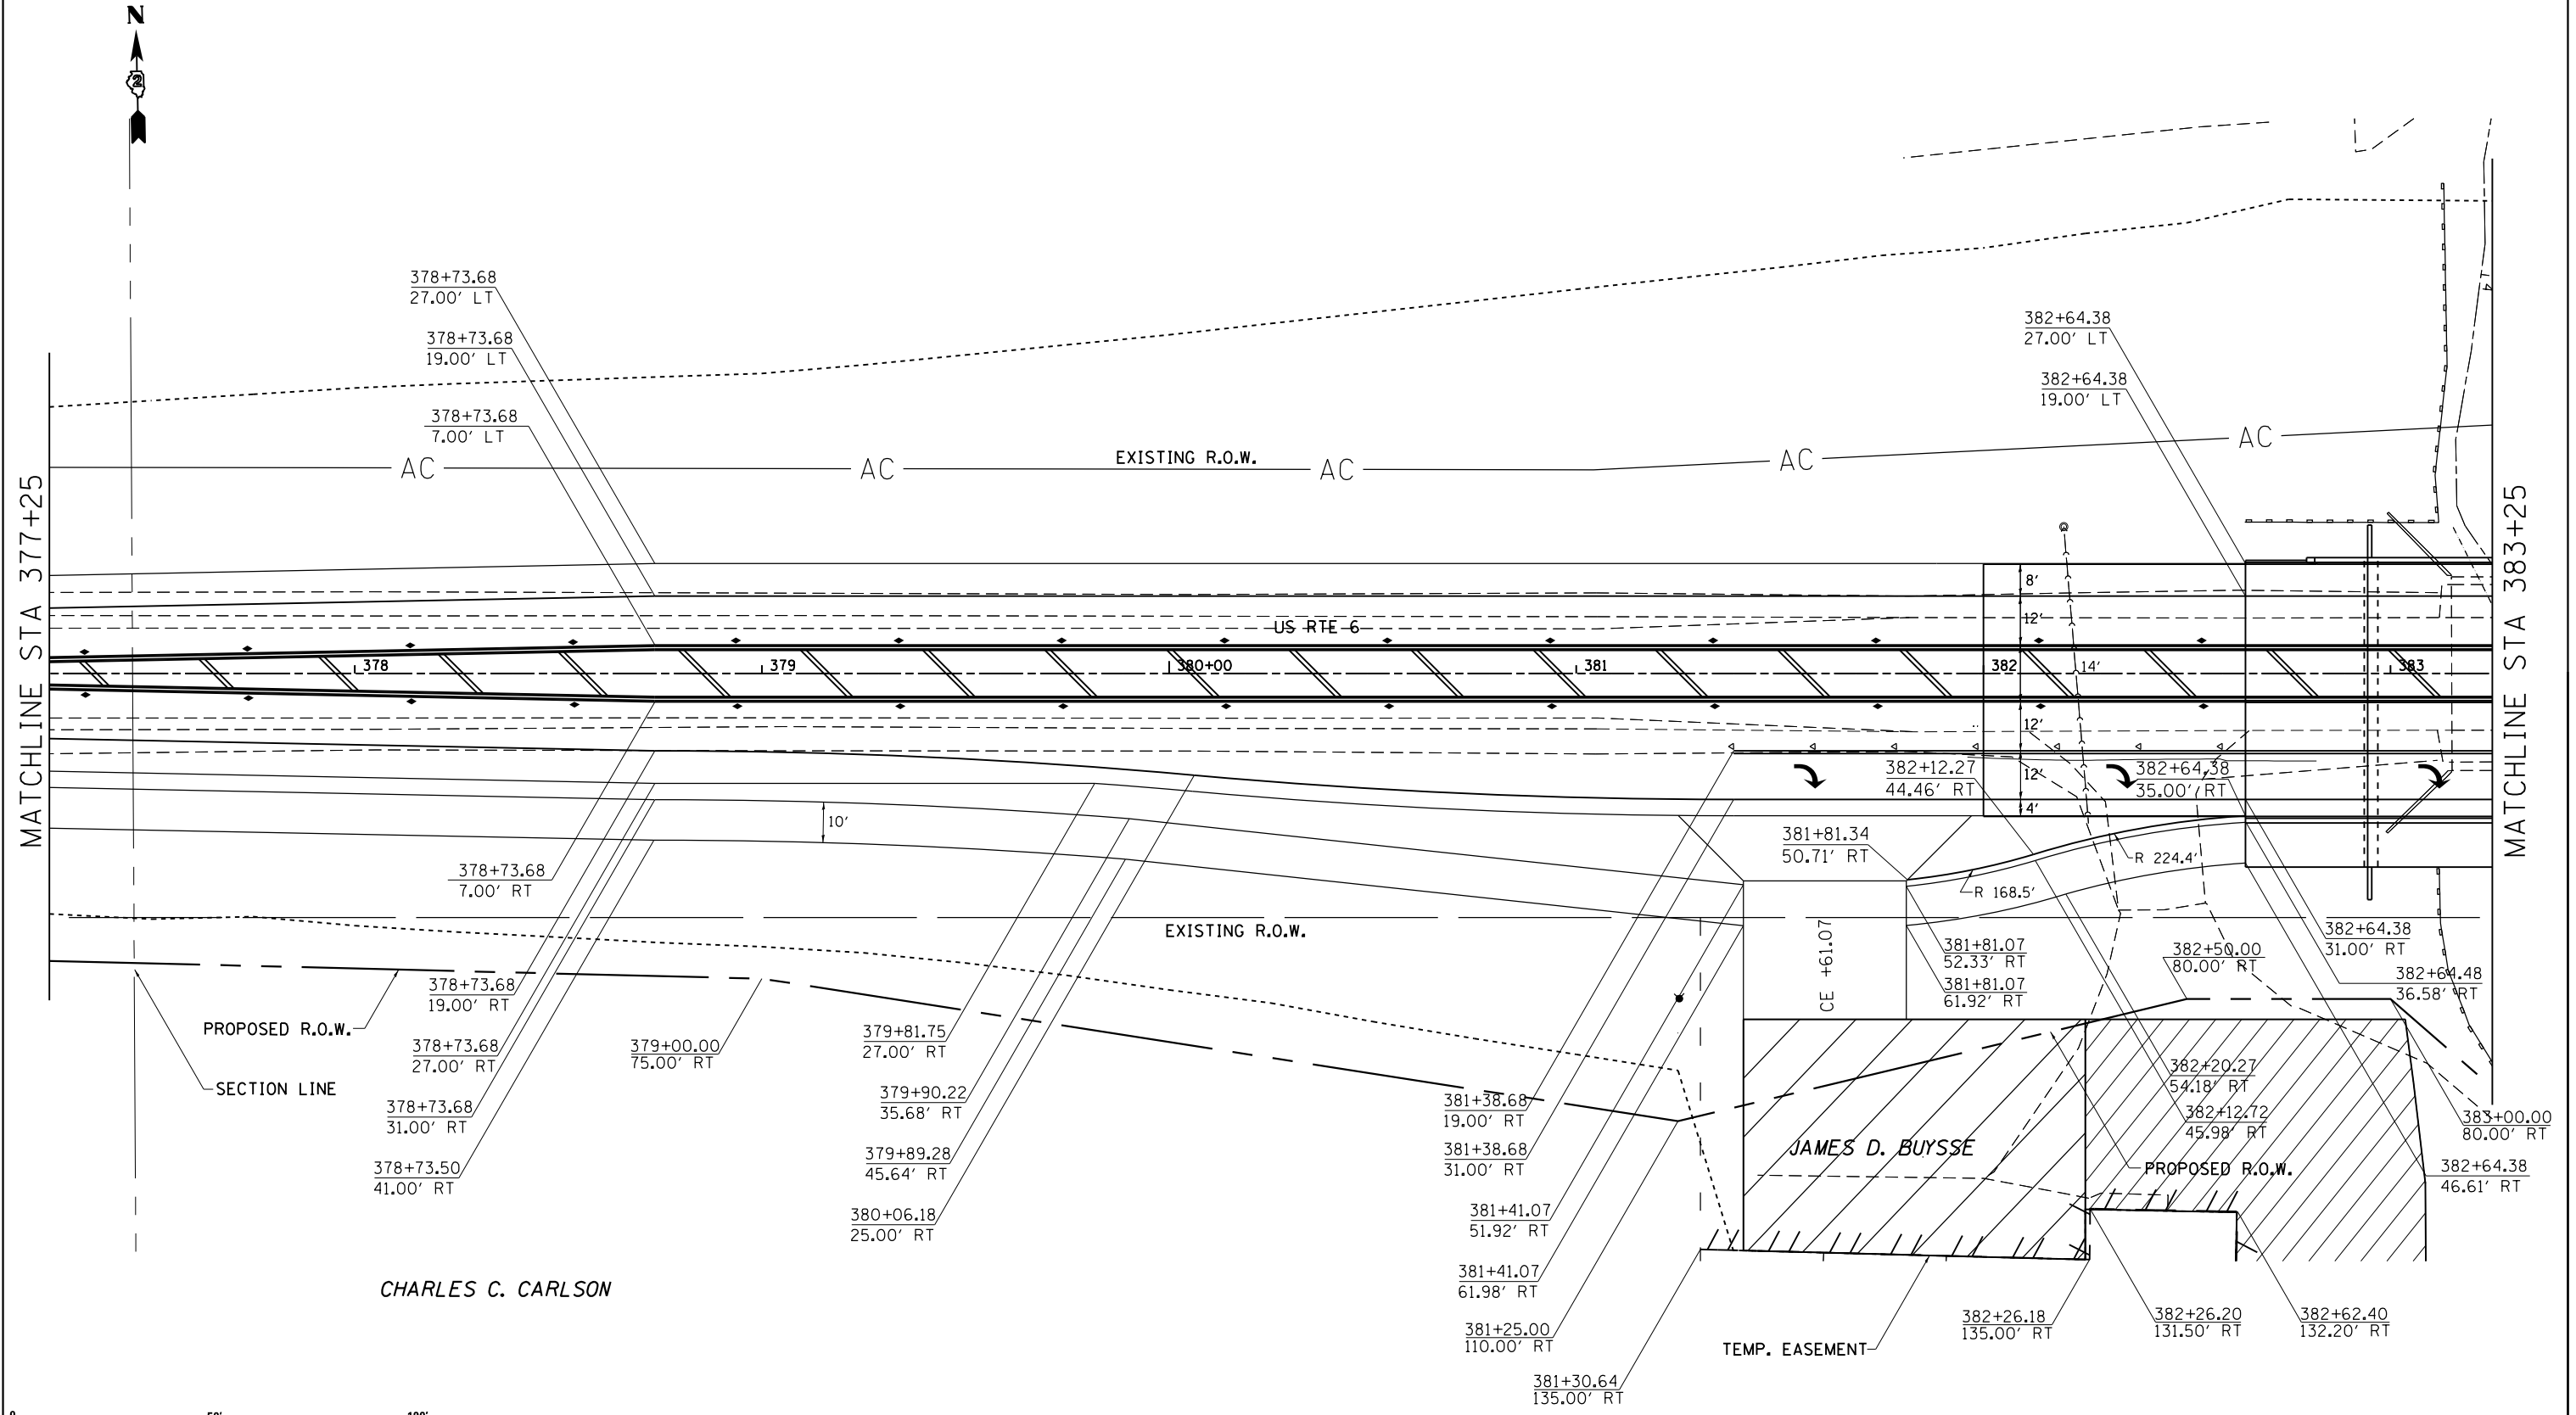 N
2
378+73.68
27.00' LT
378+73.68
19.00' LT
378+73.68
7.00' LT
382+64.38
27.00' LT
382+64.38
19.00' LT
MATCHLINE STA 377+25
MATCHLINE STA 383+25
AC
AC
EXISTING R.O.W.
AC
AC
AC
8'
12'
US RTE 6
378
379
380+00
381
382
14'
383
12'
12'
4'
382+12.27
44.46' RT
382+64.38
35.00' RT
10'
381+81.34
50.71' RT
R 224.4'
R 168.5'
378+73.68
7.00' RT
EXISTING R.O.W.
CE +61.07
381+81.07
52.33' RT
381+81.07
61.92' RT
382+50.00
80.00' RT
382+64.38
31.00' RT
382+64.48
36.58' RT
378+73.68
19.00' RT
PROPOSED R.O.W.
378+73.68
27.00' RT
379+00.00
75.00' RT
379+81.75
27.00' RT
SECTION LINE
378+73.68
31.00' RT
379+90.22
35.68' RT
381+38.68
19.00' RT
382+20.27
54.18' RT
382+12.72
45.98' RT
383+00.00
80.00' RT
378+73.50
41.00' RT
379+89.28
45.64' RT
381+38.68
31.00' RT
JAMES D. BUYSSE
PROPOSED R.O.W.
382+64.38
46.61' RT
380+06.18
25.00' RT
381+41.07
51.92' RT
CHARLES C. CARLSON
381+41.07
61.98' RT
381+25.00
110.00' RT
TEMP. EASEMENT
382+26.18
135.00' RT
382+26.20
131.50' RT
382+62.40
132.20' RT
381+30.64
135.00' RT